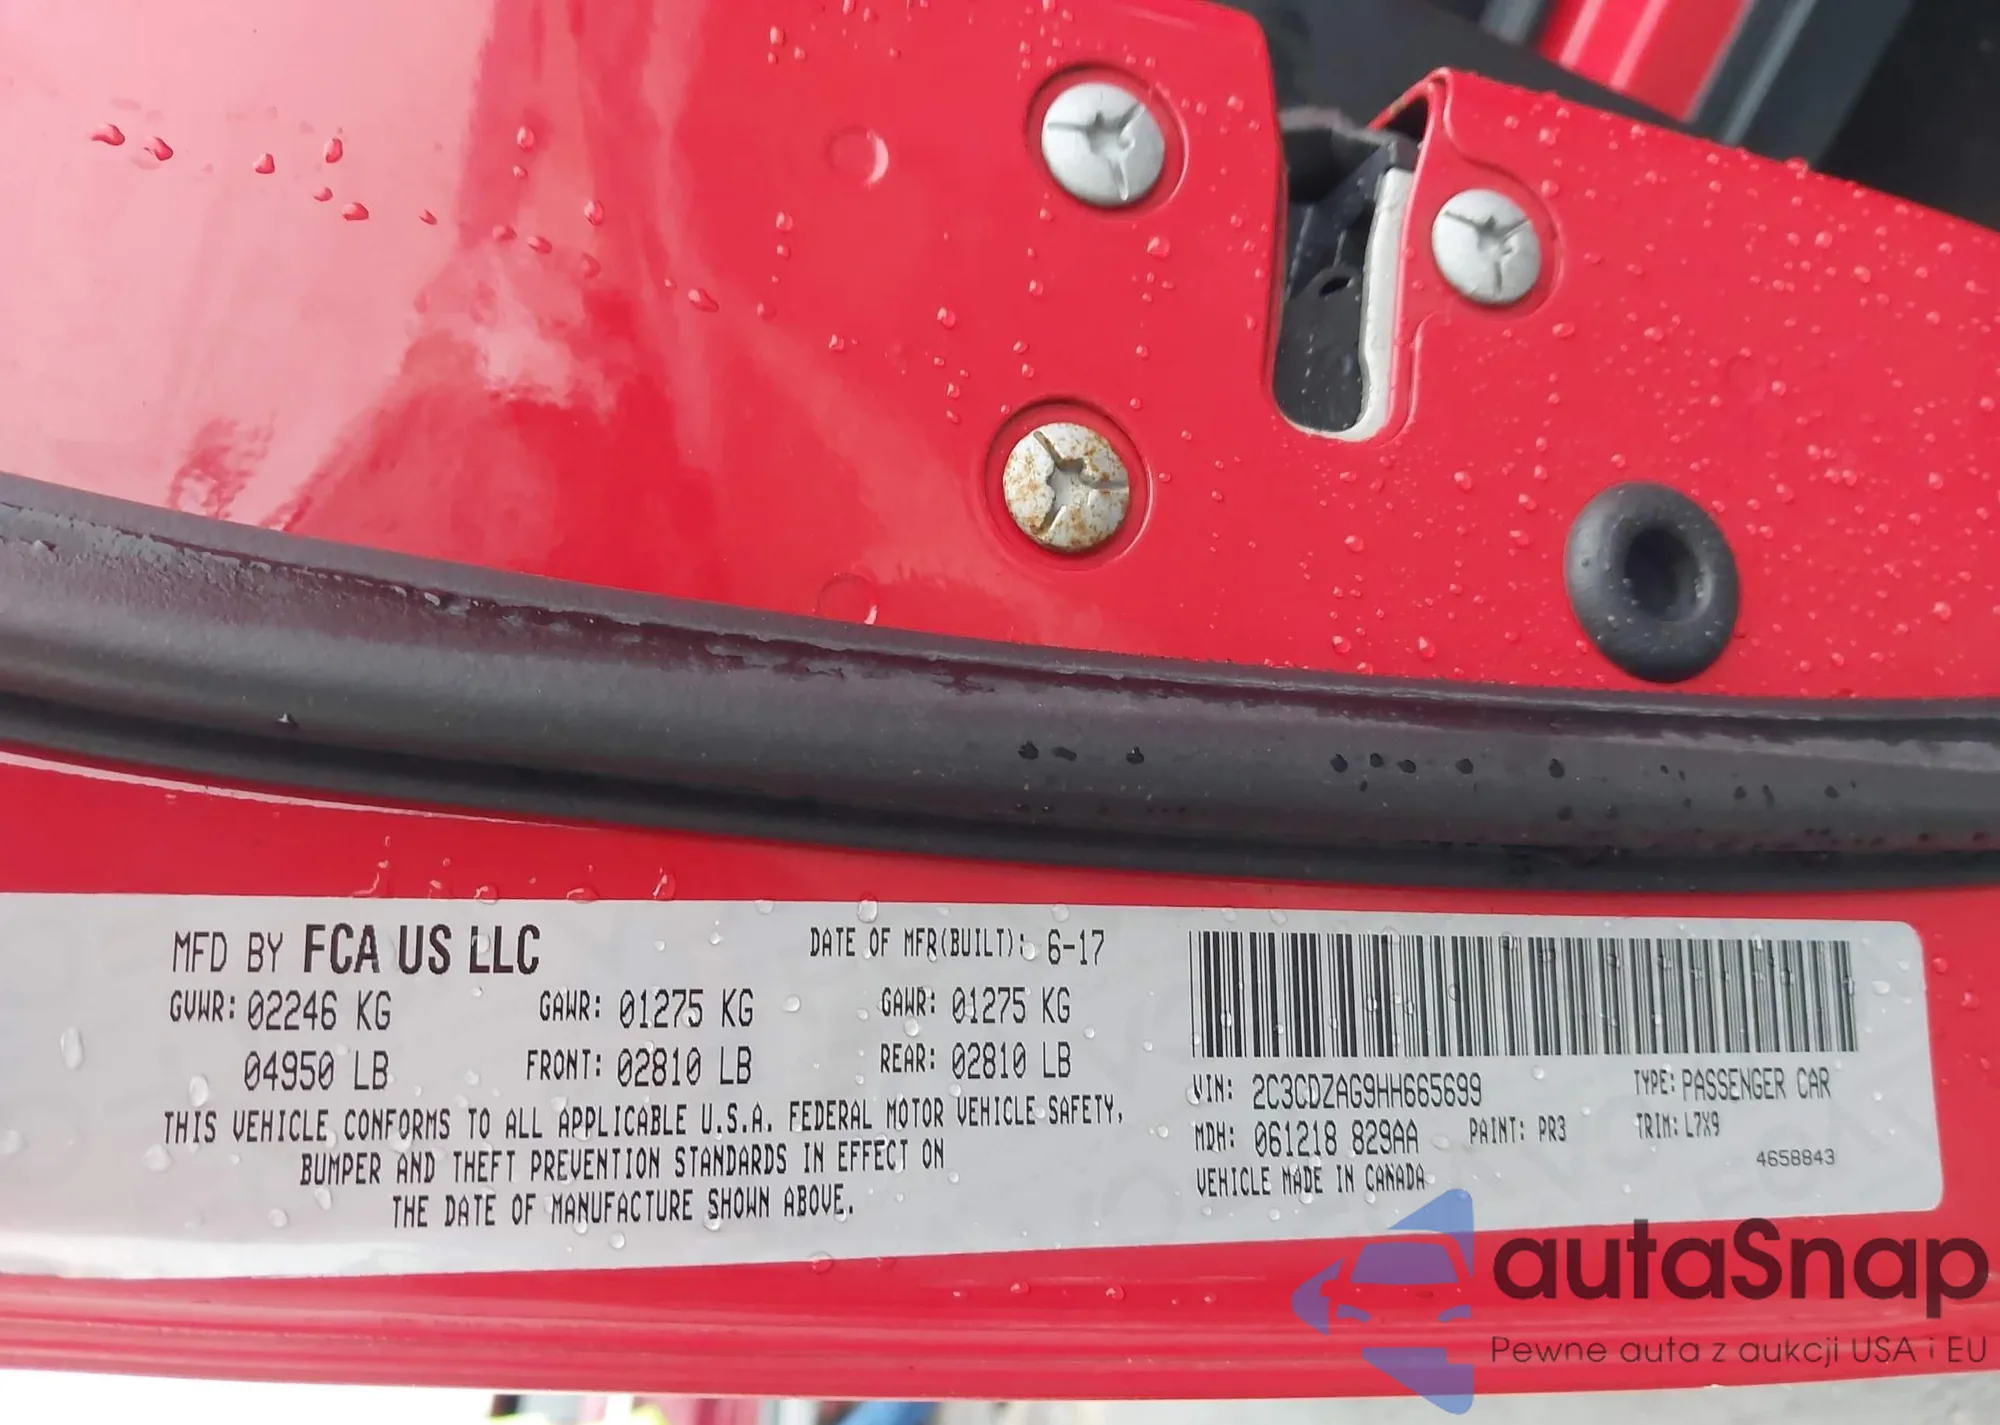 MFD BY FCA US LLC
DATE OF MFR(BUILT): 6-17
GVWR: 02246 KG GAWR: 01275 KG GAWR: 01275 KG
04950 LB FRONT: 02810 LB REAR: 02810 LB
THIS VEHICLE CONFORMS TO ALL APPLICABLE U.S.A. FEDERAL MOTOR VEHICLE SAFETY,
BUMPER AND THEFT PREVENTION STANDARDS IN EFFECT ON
THE DATE OF MANUFACTURE SHOWN ABOVE.
VIN: 2C3CDZAG9HH665699 TYPE: PASSENGER CAR
MDH: 061218 829AA PAINT: PR3 TRIM: L7X9
VEHICLE MADE IN CANADA
4658843
autaSnap
Pewne auta z aukcji USA i EU